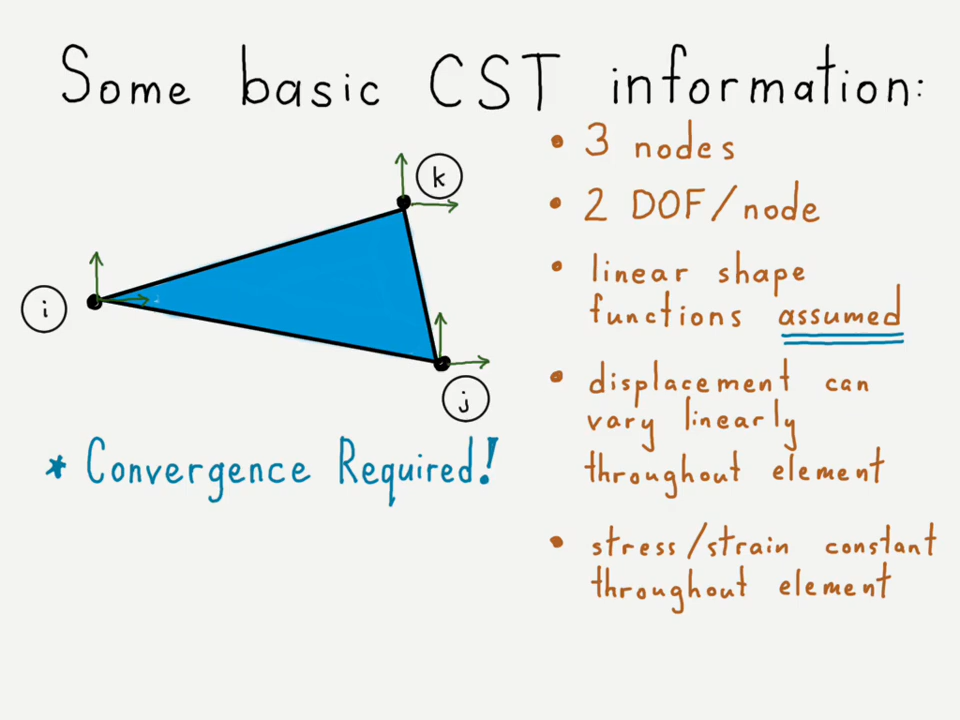 Some basic CST information:
• 3 nodes
• 2 DOF/node
• linear shape
functions assumed
• displacement can
vary linearly
throughout element
• stress/strain constant
throughout element
k
i
j
* Convergence Required!